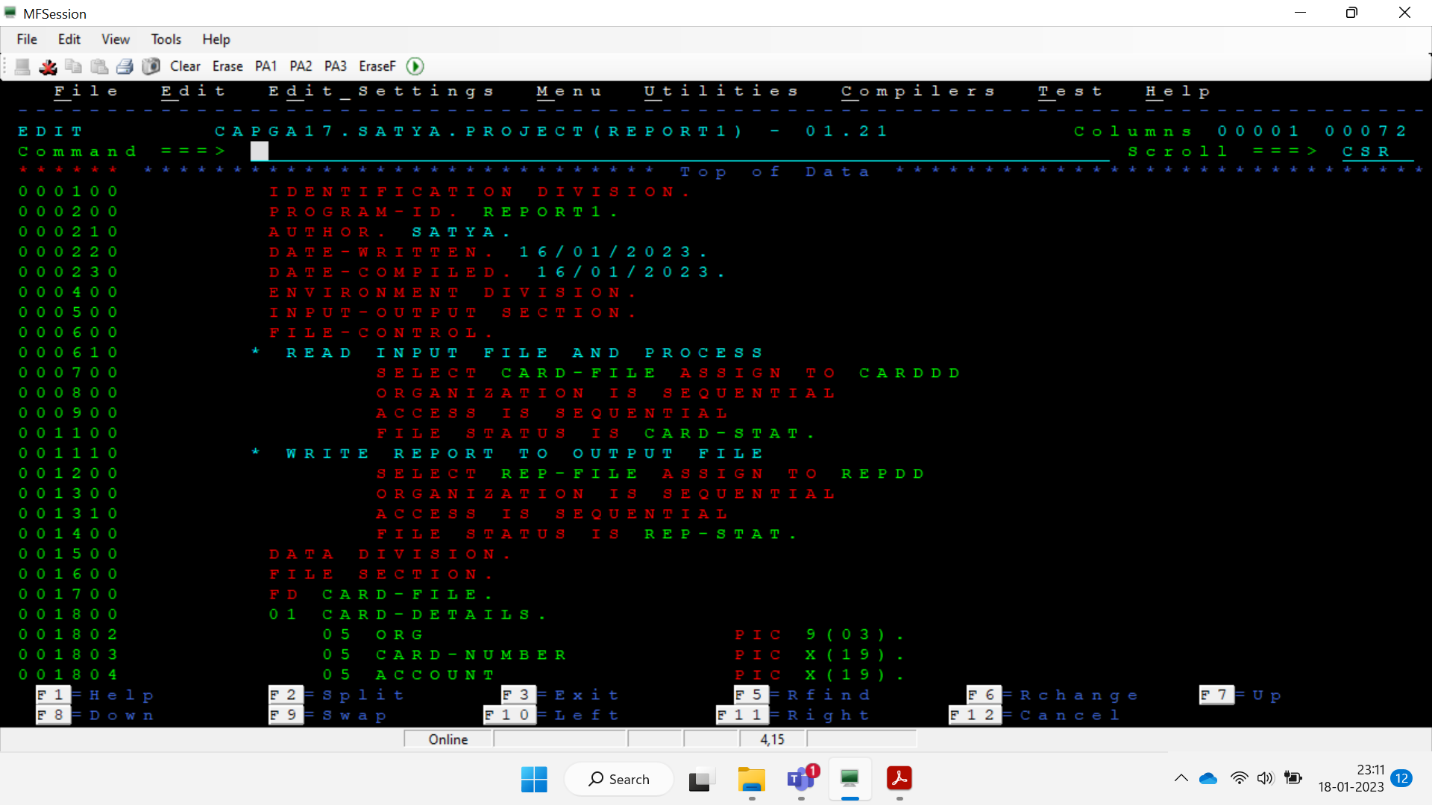 MFSession
File Edit View Tools Help
Clear Erase PA1 PA2 PA3 EraseF
File Edit Edit_Settings Menu Utilities Compilers Test Help
- - - - - - - - - - - - - - - - - - - - - - - - - - - - - - - - - - - - - - - - - - - - - - - - - - - - - - - - - - - - - - - - - - - - - - - - - - - - - - -
EDIT CAPGA17.SATYA.PROJECT(REPORT1) - 01.21 Columns 00001 00072
Command ===> Scroll ===> CSR
****** ***************************** Top of Data ******************************
000100 IDENTIFICATION DIVISION.
000200 PROGRAM-ID. REPORT1.
000210 AUTHOR. SATYA.
000220 DATE-WRITTEN. 16/01/2023.
000230 DATE-COMPILED. 16/01/2023.
000400 ENVIRONMENT DIVISION.
000500 INPUT-OUTPUT SECTION.
000600 FILE-CONTROL.
000610 * READ INPUT FILE AND PROCESS
000700 SELECT CARD-FILE ASSIGN TO CARDDD
000800 ORGANIZATION IS SEQUENTIAL
000900 ACCESS IS SEQUENTIAL
001100 FILE STATUS IS CARD-STAT.
001110 * WRITE REPORT TO OUTPUT FILE
001200 SELECT REP-FILE ASSIGN TO REPDD
001300 ORGANIZATION IS SEQUENTIAL
001310 ACCESS IS SEQUENTIAL
001400 FILE STATUS IS REP-STAT.
001500 DATA DIVISION.
001600 FILE SECTION.
001700 FD CARD-FILE.
001800 01 CARD-DETAILS.
001802 05 ORG PIC 9(03).
001803 05 CARD-NUMBER PIC X(19).
001804 05 ACCOUNT PIC X(19).
F1=Help F2=Split F3=Exit F5=Rfind F6=Rchange F7=Up
F8=Down F9=Swap F10=Left F11=Right F12=Cancel
Online 4,15
Search 1 23:11
18-01-2023 12